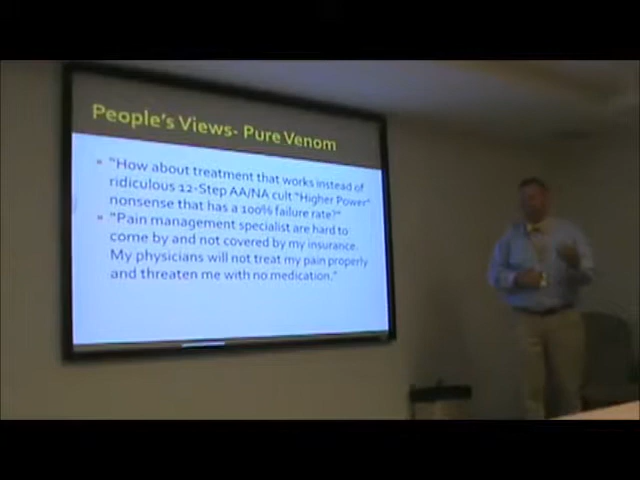 People's Views- Pure Venom
"How about treatment that works instead of
ridiculous 12-Step AA/NA cult "Higher Power"
nonsense that has a 100% failure rate?"
"Pain management specialist are hard to
come by and not covered by my insurance.
My physicians will not treat my pain properly
and threaten me with no medication."